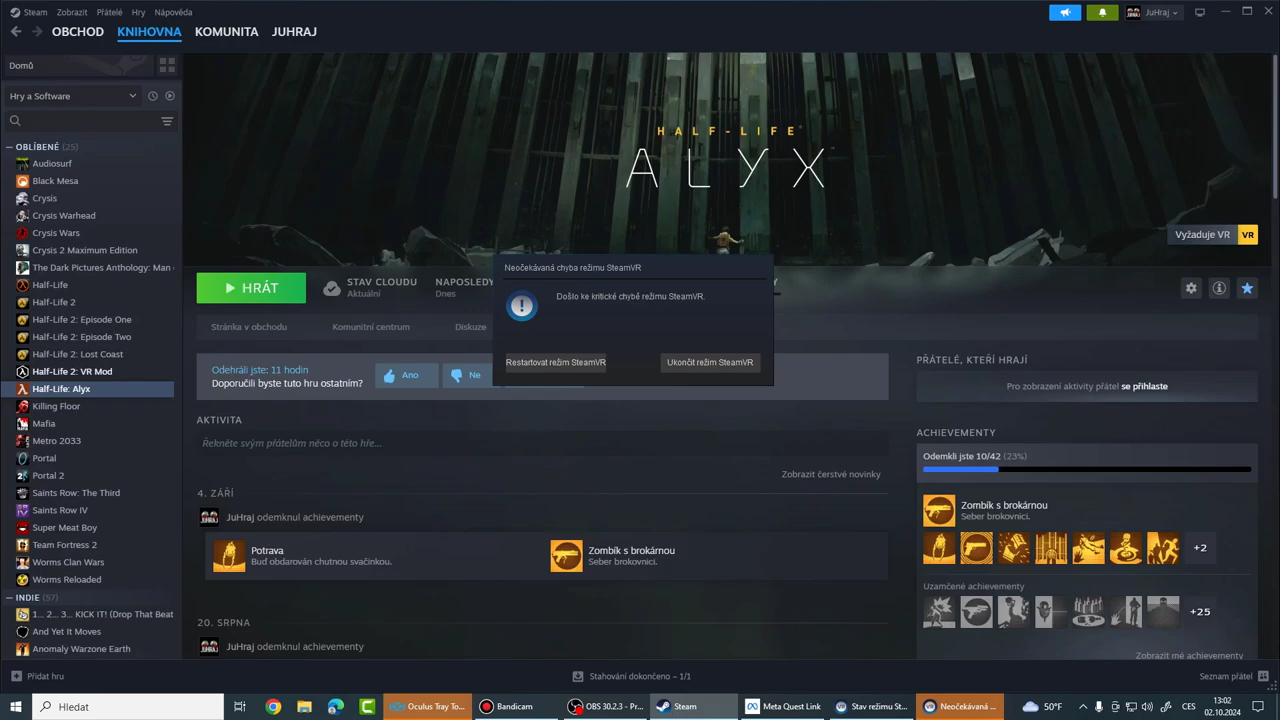 Steam Zobrazit Přátelé Hry Nápověda JuHraj
OBCHOD KNIHOVNA KOMUNITA JUHRAJ
Domů
Hry a Software
OBLÍBENÉ (25)
Audiosurf
Black Mesa
Crysis
Crysis Warhead
Crysis Wars
Crysis 2 Maximum Edition
The Dark Pictures Anthology: Man
Half-Life
Half-Life 2
Half-Life 2: Episode One
Half-Life 2: Episode Two
Half-Life 2: Lost Coast
Half-Life 2: VR Mod
Half-Life: Alyx
Killing Floor
Mafia
Metro 2033
Portal
Portal 2
Saints Row: The Third
Saints Row IV
Super Meat Boy
Team Fortress 2
Worms Clan Wars
Worms Reloaded
INDIE (57)
1... 2... 3... KICK IT! (Drop That Beat
And Yet It Moves
Anomaly Warzone Earth
HALF-LIFE
ALYX
Vyžaduje VR VR
HRÁT
STAV CLOUDU
Aktuální
NAPOSLEDY
Dnes
Stránka v obchodu Komunitní centrum Diskuze
Neočekávaná chyba režimu SteamVR
Došlo ke kritické chybě režimu SteamVR.
Restartovat režim SteamVR Ukončit režim SteamVR
Odehráli jste: 11 hodin
Doporučili byste tuto hru ostatním?
Ano Ne
AKTIVITA
Řekněte svým přátelům něco o této hře...
Zobrazit čerstvé novinky
4. ZÁŘÍ
JuHraj odemknul achievementy
Potrava
Buď obdarován chutnou svačinkou.
Zombík s brokárnou
Seber brokovnici.
20. SRPNA
JuHraj odemknul achievementy
PŘÁTELÉ, KTEŘÍ HRAJÍ
Pro zobrazení aktivity přátel se přihlaste
ACHIEVEMENTY
Odemkli jste 10/42 (23%)
Zombík s brokárnou
Seber brokovnici.
+2
Uzamčené achievementy
+25
Zobrazit mé achievementy
Přidat hru Stahování dokončeno – 1/1 Seznam přátel
Hledat
Oculus Tray To...
Bandicam
OBS 30.2.3 - Pr...
Steam
Meta Quest Link
Stav režimu St...
Neočekávaná ...
50°F
CES
13:02
02.10.2024